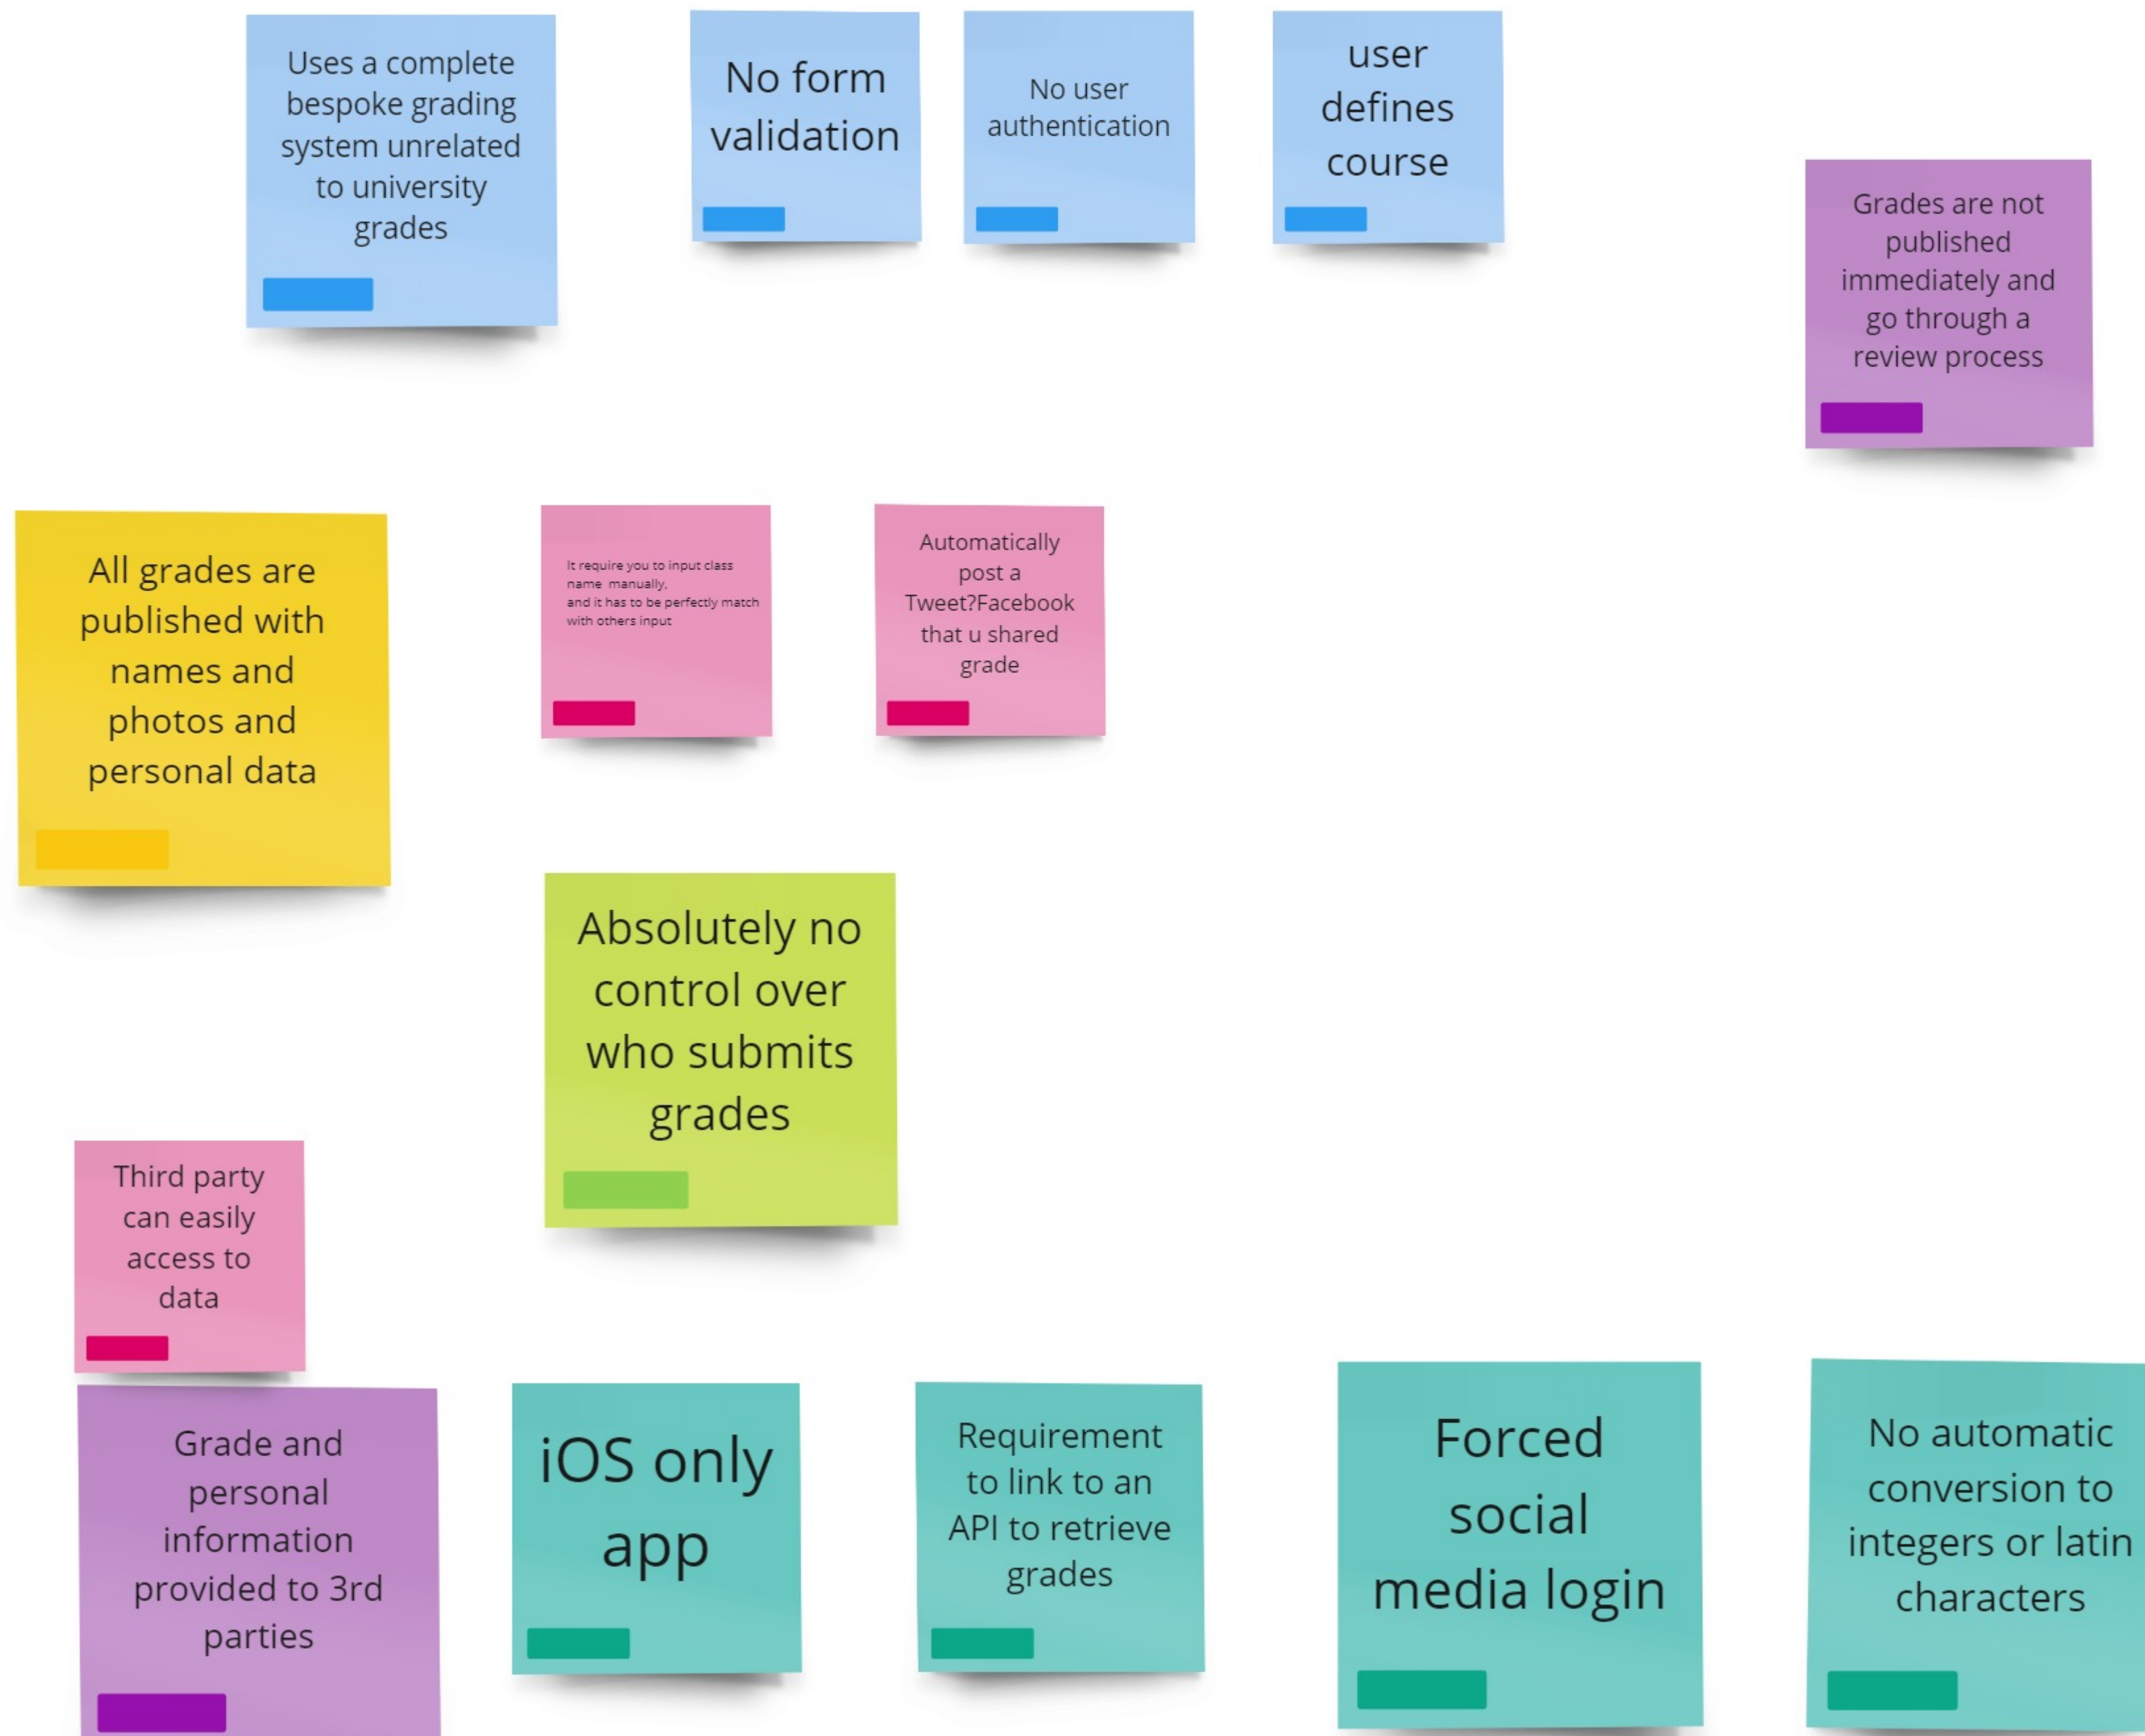 Uses a complete
bespoke grading
system unrelated
to university
grades
No form
validation
No user
authentication
user
defines
course
Grades are not
published
immediately and
go through a
review process
All grades are
published with
names and
photos and
personal data
It require you to input class
name manually,
and it has to be perfectly match
with others input
Automatically
post a
Tweet?Facebook
that u shared
grade
Absolutely no
control over
who submits
grades
Third party
can easily
access to
data
Grade and
personal
information
provided to 3rd
parties
iOS only
app
Requirement
to link to an
API to retrieve
grades
Forced
social
media login
No automatic
conversion to
integers or latin
characters